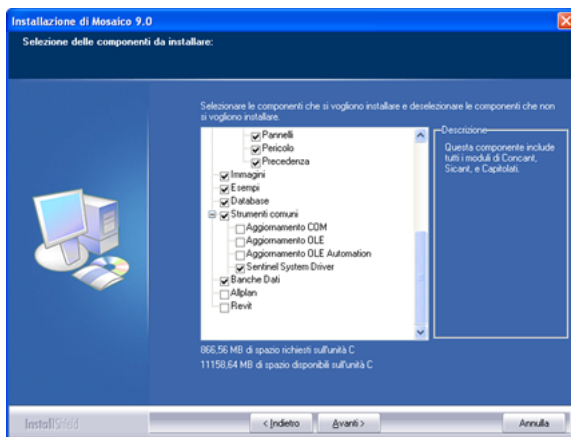 Installazione di Mosaico 9.0
Selezione delle componenti da installare:
Selezionare le componenti che si vogliono installare e deselezionare le componenti che non
si vogliono installare.
Pannelli
Pericolo
Precedenza
Immagini
Esempi
Database
Strumenti comuni
Aggiornamento COM
Aggiornamento OLE
Aggiornamento OLE Automation
Sentinel System Driver
Banche Dati
Allplan
Revit
Descrizione
Questa componente include
tutti i moduli di Concant,
Sicant, e Capitolati.
866,56 MB di spazio richiesti sull'unità C
11158,64 MB di spazio disponibili sull'unità C
InstallShield
< Indietro
Avanti >
Annulla